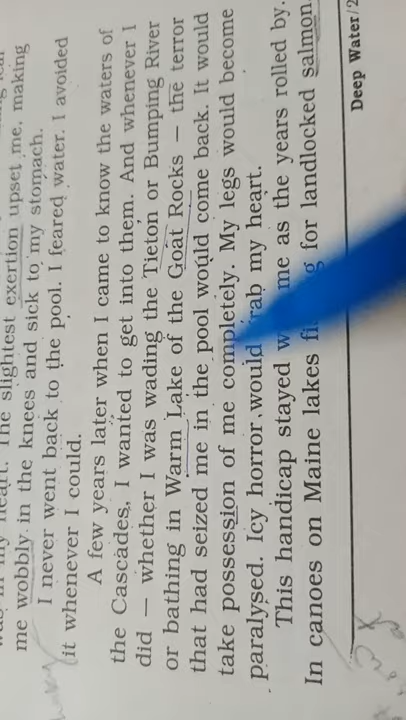 heart. The slightest exertion upset me, making
me wobbly in the knees and sick to my stomach.
I never went back to the pool. I feared water. I avoided
it whenever I could.
A few years later when I came to know the waters of
the Cascades, I wanted to get into them. And whenever I
did — whether I was wading the Tieton or Bumping River
or bathing in Warm Lake of the Goat Rocks — the terror
that had seized me in the pool would come back. It would
take possession of me completely. My legs would become
paralysed. Icy horror would my heart.
This handicap stayed me as the years rolled by.
In canoes on Maine lakes for landlocked salmon,
Deep Water/2